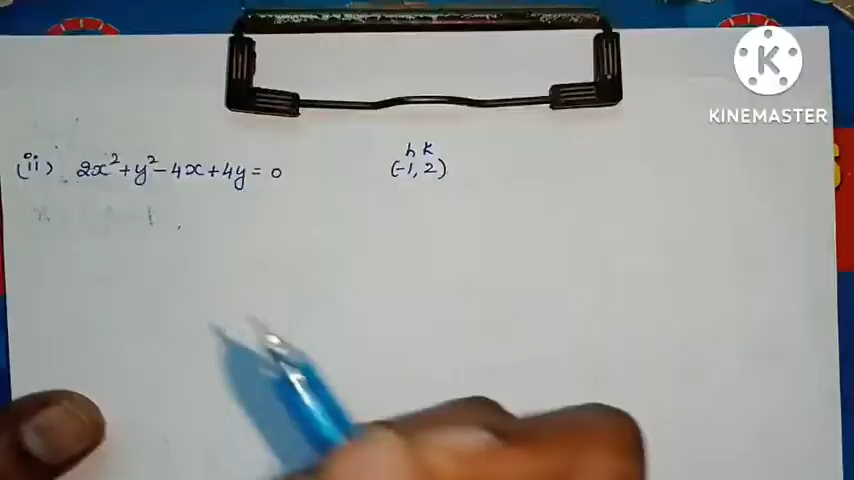 K
KINEMASTER
h k
(ii) 2x² + y² - 4x + 4y = 0 (-1, 2)